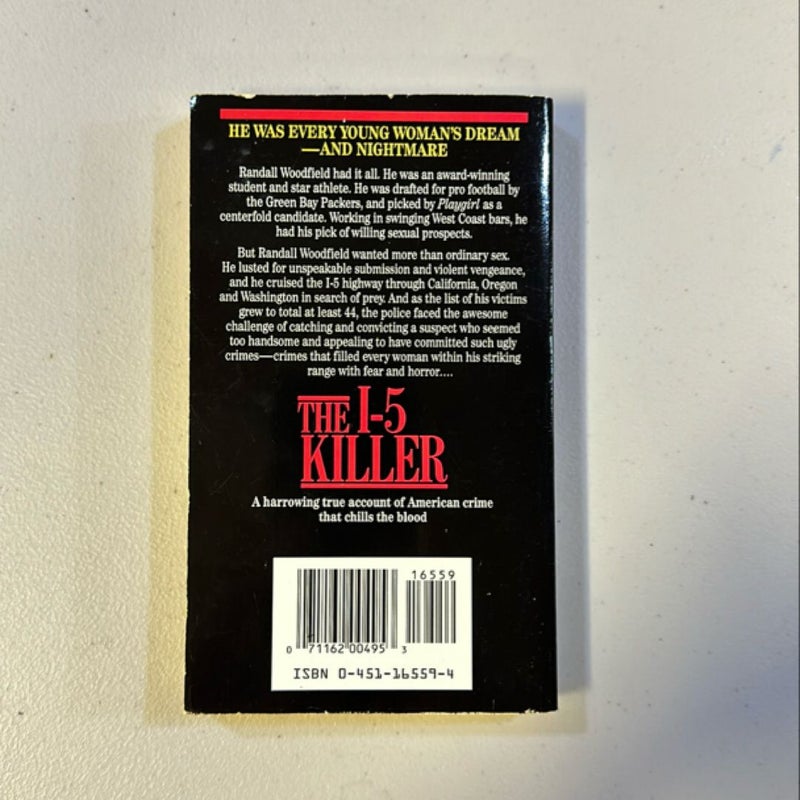 HE WAS EVERY YOUNG WOMAN'S DREAM
—AND NIGHTMARE
Randall Woodfield had it all. He was an award-winning
student and star athlete. He was drafted for pro football by
the Green Bay Packers, and picked by Playgirl as a
centerfold candidate. Working in swinging West Coast bars, he
had his pick of willing sexual prospects.
But Randall Woodfield wanted more than ordinary sex.
He lusted for unspeakable submission and violent vengeance,
and he cruised the I-5 highway through California, Oregon
and Washington in search of prey. And as the list of his victims
grew to total at least 44, the police faced the awesome
challenge of catching and convicting a suspect who seemed
too handsome and appealing to have committed such ugly
crimes—crimes that filled every woman within his striking
range with fear and horror....
THE I-5
KILLER
A harrowing true account of American crime
that chills the blood
16559
0 71162 00495 3
ISBN 0-451-16559-4